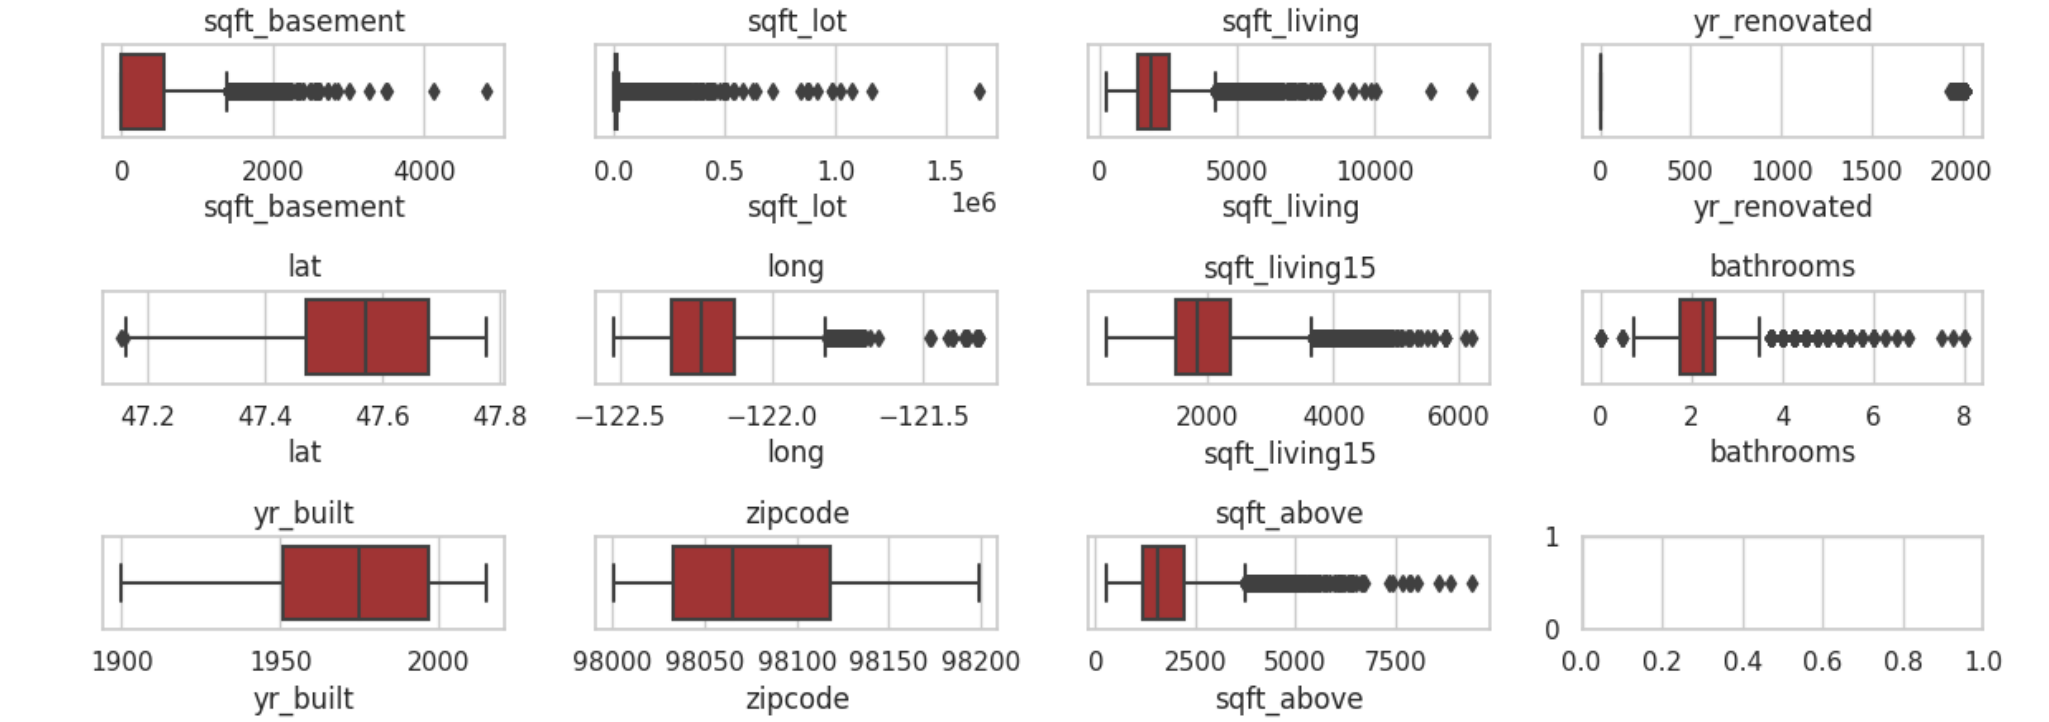 sqft_basement sqft_lot sqft_living yr_renovated
0 2000 4000 0.0 0.5 1.0 1.5 0 5000 10000 0 500 1000 1500 2000
1e6
sqft_basement sqft_lot sqft_living yr_renovated
lat long sqft_living15 bathrooms
47.2 47.4 47.6 47.8 −122.5 −122.0 −121.5 2000 4000 6000 0 2 4 6 8
lat long sqft_living15 bathrooms
yr_built zipcode sqft_above
1
0
1900 1950 2000 98000 98050 98100 98150 98200 0 2500 5000 7500 0.0 0.2 0.4 0.6 0.8 1.0
yr_built zipcode sqft_above